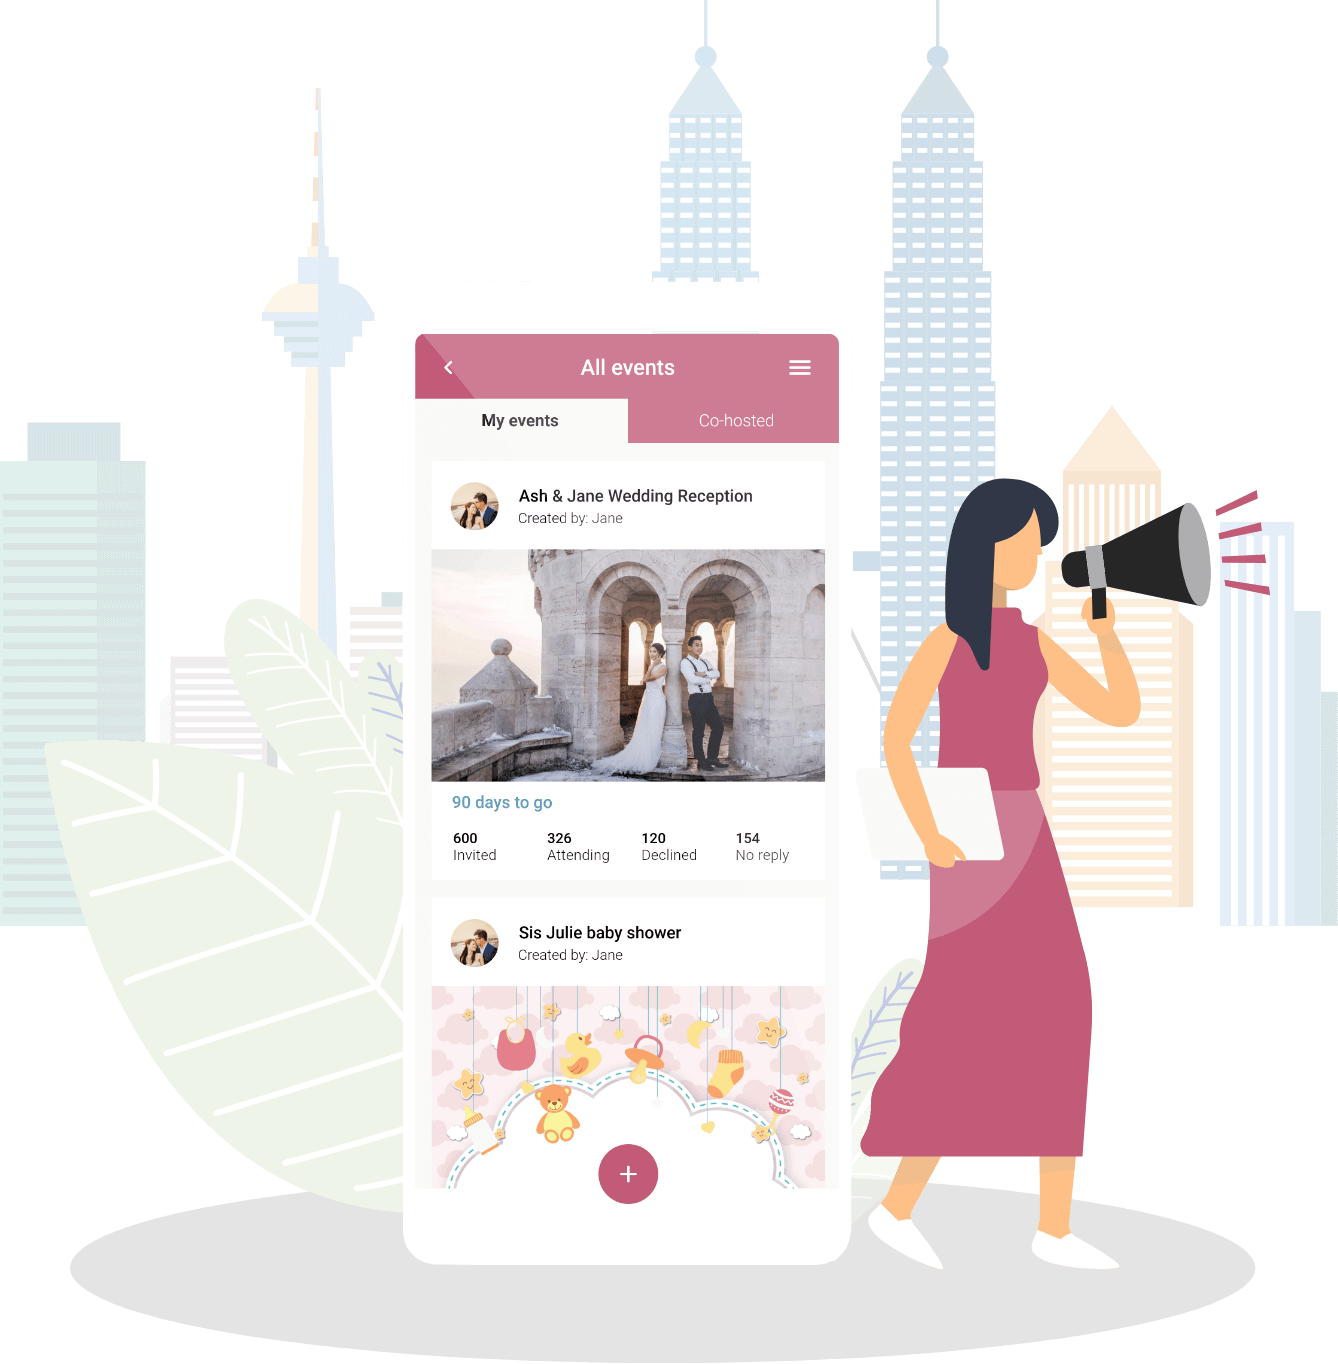 All events
My events
Co-hosted
Ash & Jane Wedding Reception
Created by: Jane
90 days to go
600
326
120
154
Invited
Attending
Declined
No reply
Sis Julie baby shower
Created by: Jane